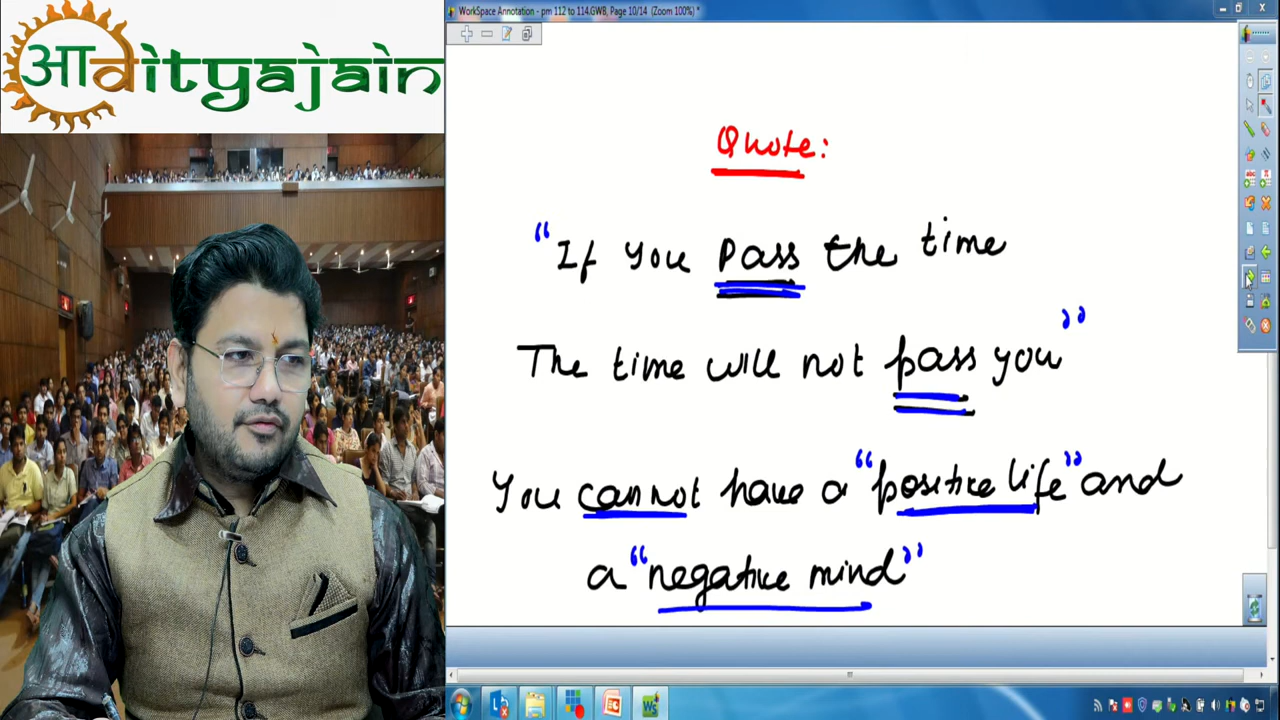 आdityajain
WorkSpace Annotation - pm 112 to 114.GWB, Page 10/14 (Zoom 100%) *
Quote:
"If you pass the time
The time will not pass you"
You cannot have a "positive life" and
a "negative mind"